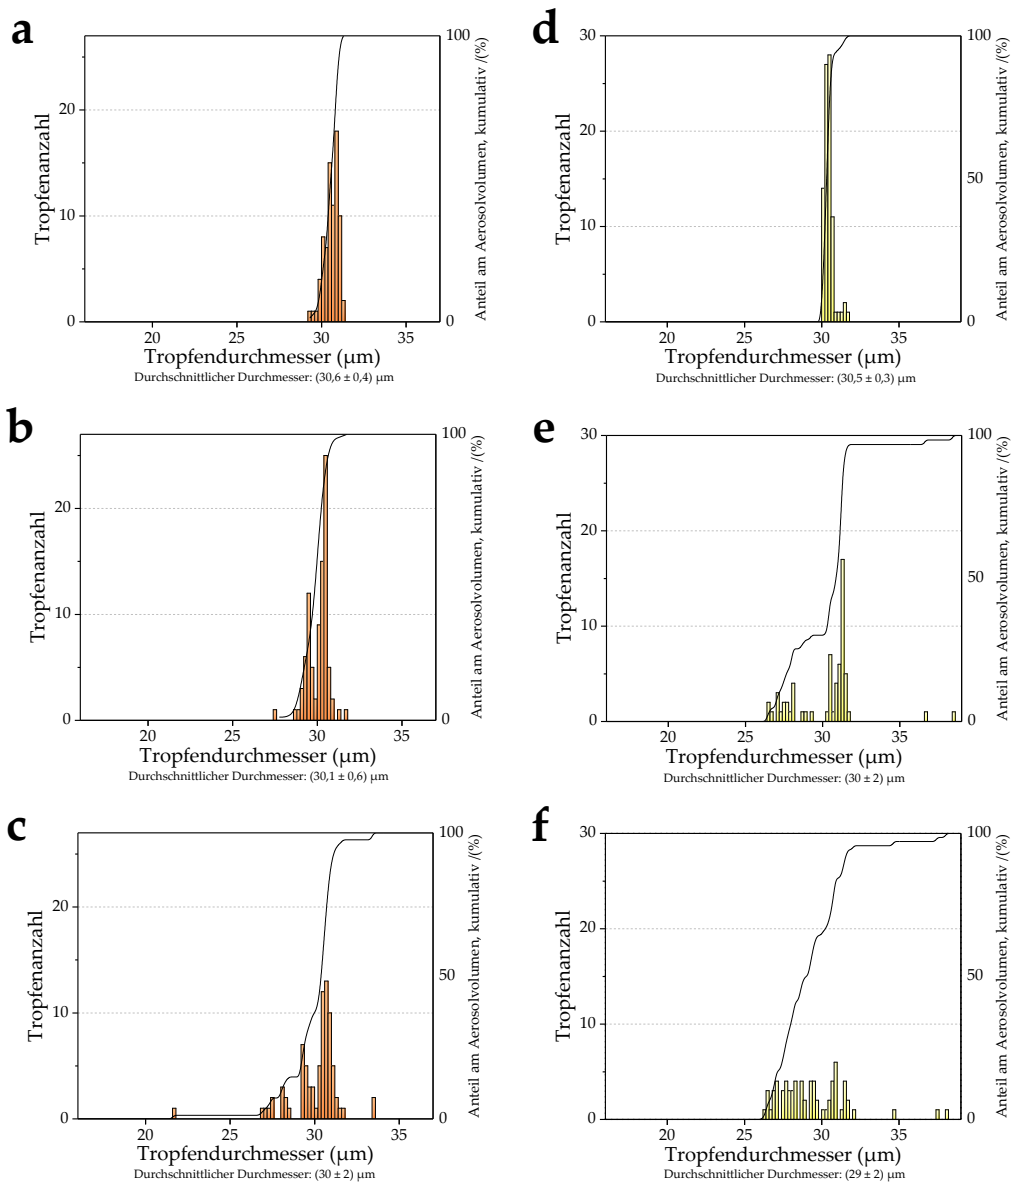 a
Tropfenanzahl
20
10
0
100
50
0
Anteil am Aerosolvolumen, kumulativ /(%)
20 25 30 35
Tropfendurchmesser (μm)
Durchschnittlicher Durchmesser: (30,6 ± 0,4) μm
d
Tropfenanzahl
30
20
10
0
100
50
0
Anteil am Aerosolvolumen, kumulativ /(%)
20 25 30 35
Tropfendurchmesser (μm)
Durchschnittlicher Durchmesser: (30,5 ± 0,3) μm
b
Tropfenanzahl
20
10
0
100
0
Anteil am Aerosolvolumen, kumulativ /(%)
20 25 30 35
Tropfendurchmesser (μm)
Durchschnittlicher Durchmesser: (30,1 ± 0,6) μm
e
Tropfenanzahl
30
20
10
0
100
50
0
Anteil am Aerosolvolumen, kumulativ /(%)
20 25 30 35
Tropfendurchmesser (μm)
Durchschnittlicher Durchmesser: (30 ± 2) μm
c
Tropfenanzahl
20
10
0
100
50
0
Anteil am Aerosolvolumen, kumulativ /(%)
20 25 30 35
Tropfendurchmesser (μm)
Durchschnittlicher Durchmesser: (30 ± 2) μm
f
Tropfenanzahl
30
20
10
0
100
50
0
Anteil am Aerosolvolumen, kumulativ /(%)
20 25 30 35
Tropfendurchmesser (μm)
Durchschnittlicher Durchmesser: (29 ± 2) μm